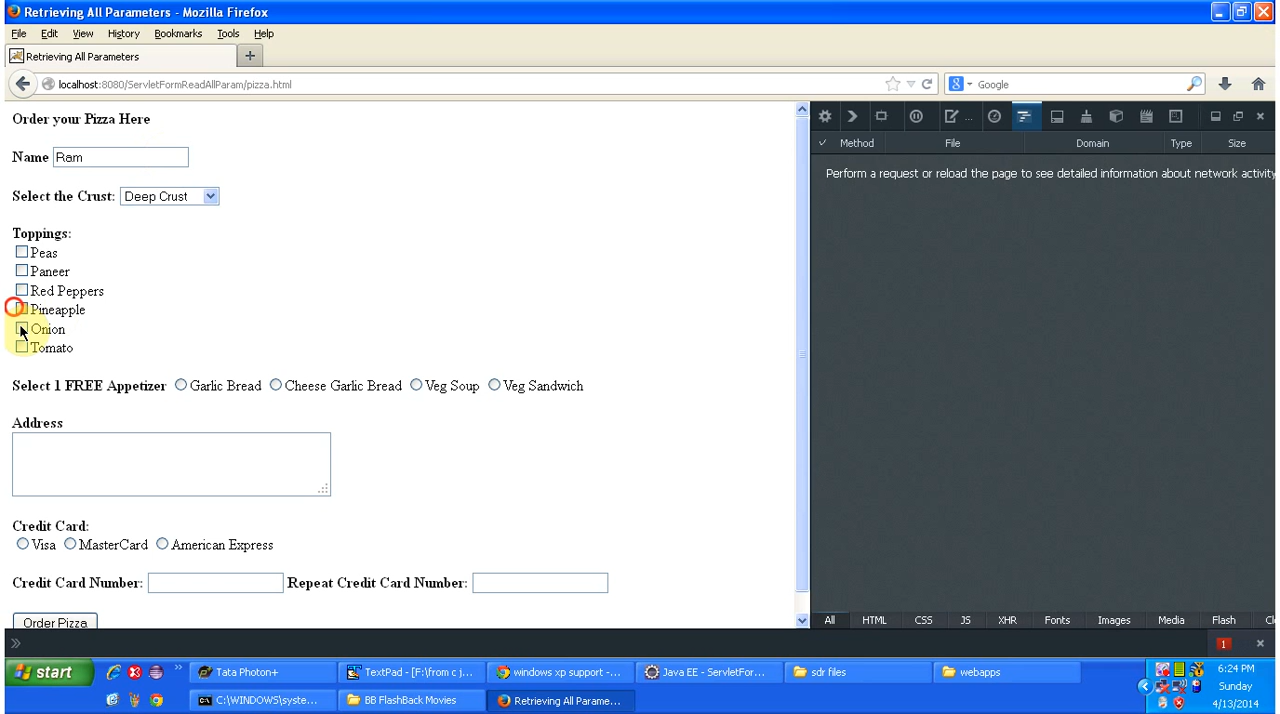 Retrieving All Parameters - Mozilla Firefox
File Edit View History Bookmarks Tools Help
Retrieving All Parameters
localhost:8080/ServletFormReadAllParam/pizza.html
Google
Order your Pizza Here
Name Ram
Select the Crust: Deep Crust
Toppings:
Peas
Paneer
Red Peppers
Pineapple
Onion
Tomato
Select 1 FREE Appetizer Garlic Bread Cheese Garlic Bread Veg Soup Veg Sandwich
Address
Credit Card:
Visa MasterCard American Express
Credit Card Number: Repeat Credit Card Number:
Order Pizza
Method File Domain Type Size
Perform a request or reload the page to see detailed information about network activity
All HTML CSS JS XHR Fonts Images Media Flash
1
start Tata Photon+ TextPad - [F:\from c j... windows xp support -... Java EE - ServletFor... sdr files webapps 6:24 PM
Sunday
C:\WINDOWS\syste... BB FlashBack Movies Retrieving All Parame... 4/13/2014